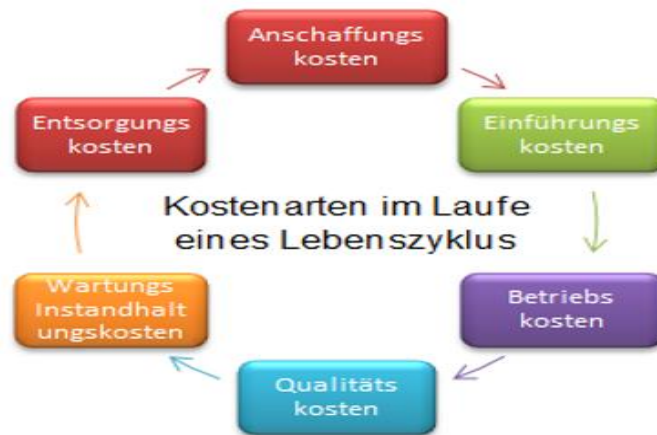 Anschaffungs
kosten
Einführungs
kosten
Betriebs
kosten
Qualitäts
kosten
Wartungs
Instandhalt
ungskosten
Entsorgungs
kosten
Kostenarten im Laufe
eines Lebenszyklus